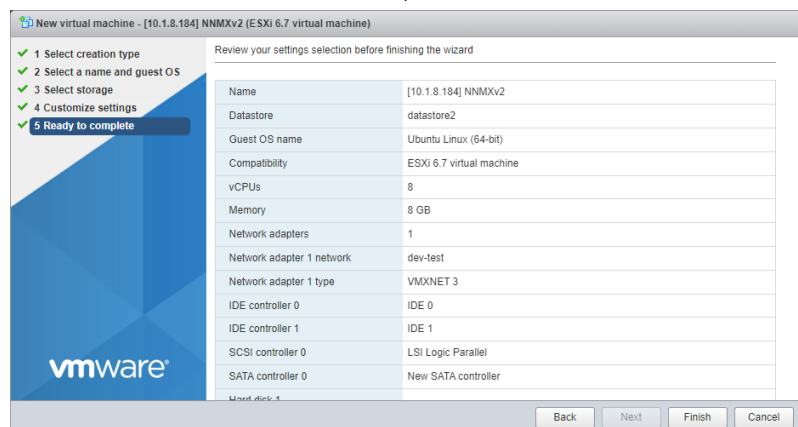 New virtual machine - [10.1.8.184] NNMXv2 (ESXi 6.7 virtual machine)
1 Select creation type
2 Select a name and guest OS
3 Select storage
4 Customize settings
5 Ready to complete
Review your settings selection before finishing the wizard
Name [10.1.8.184] NNMXv2
Datastore datastore2
Guest OS name Ubuntu Linux (64-bit)
Compatibility ESXi 6.7 virtual machine
vCPUs 8
Memory 8 GB
Network adapters 1
Network adapter 1 network dev-test
Network adapter 1 type VMXNET 3
IDE controller 0 IDE 0
IDE controller 1 IDE 1
SCSI controller 0 LSI Logic Parallel
SATA controller 0 New SATA controller
Hard disk 1
vmware®
Back Next Finish Cancel